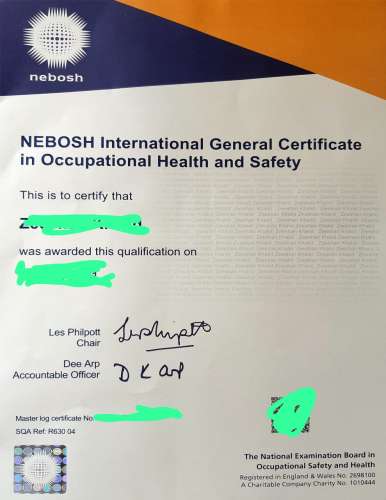 nebosh
NEBOSH International General Certificate
in Occupational Health and Safety
This is to certify that
was awarded this qualification on
Les Philpott
Chair
Dee Arp
Accountable Officer
D K Arp
Master log certificate No
SQA Ref: R630 04
The National Examination Board in
Occupational Safety and Health
Registered in England & Wales No. 2698100
A Charitable Company Charity No. 1010444